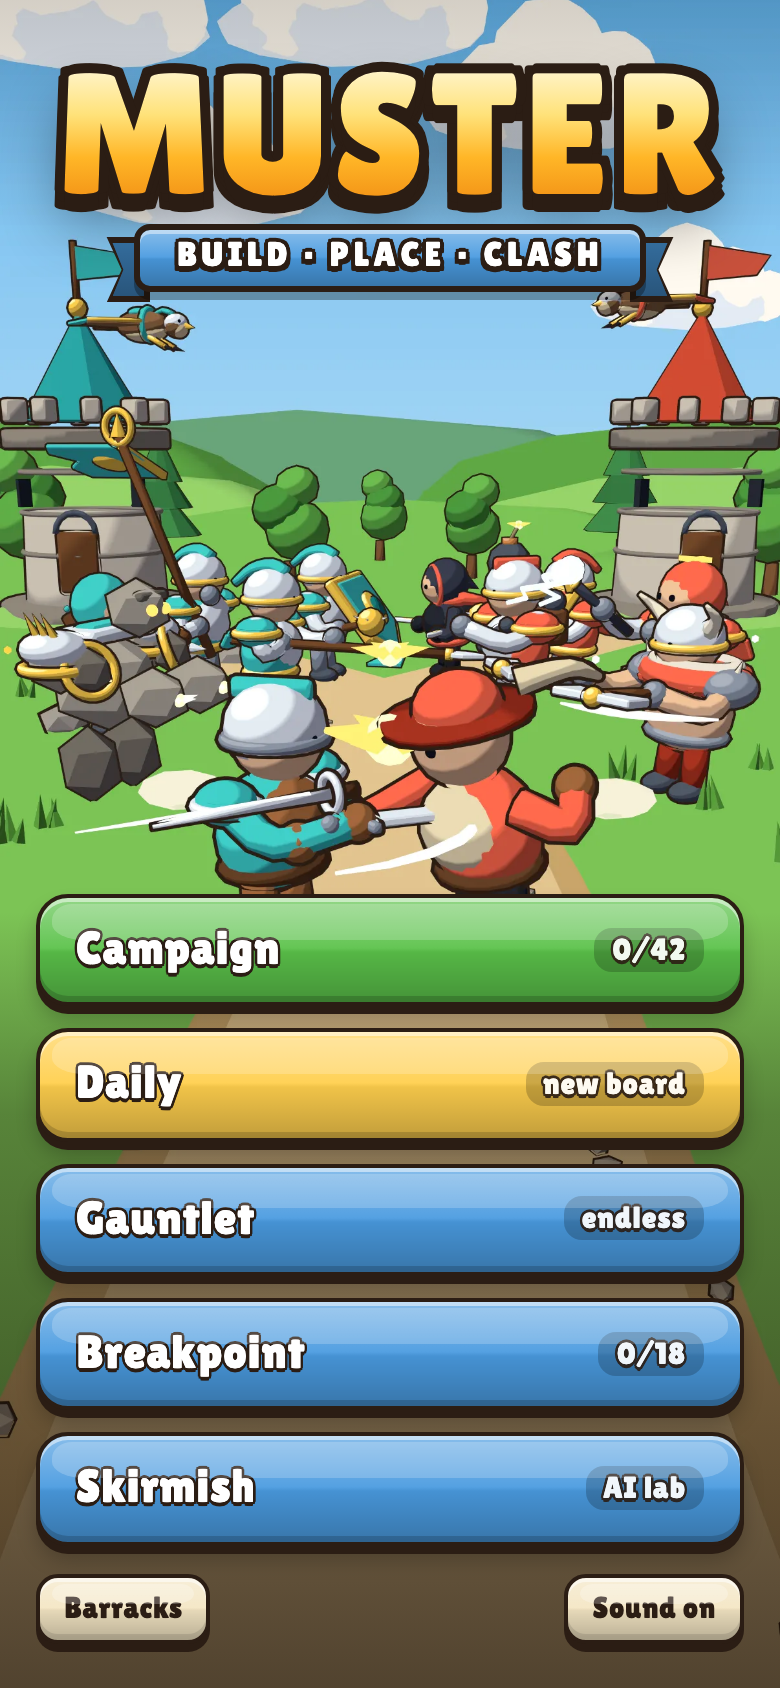 MUSTER
BUILD · PLACE · CLASH
Campaign 0/42
Daily new board
Gauntlet endless
Breakpoint 0/18
Skirmish AI lab
Barracks Sound on